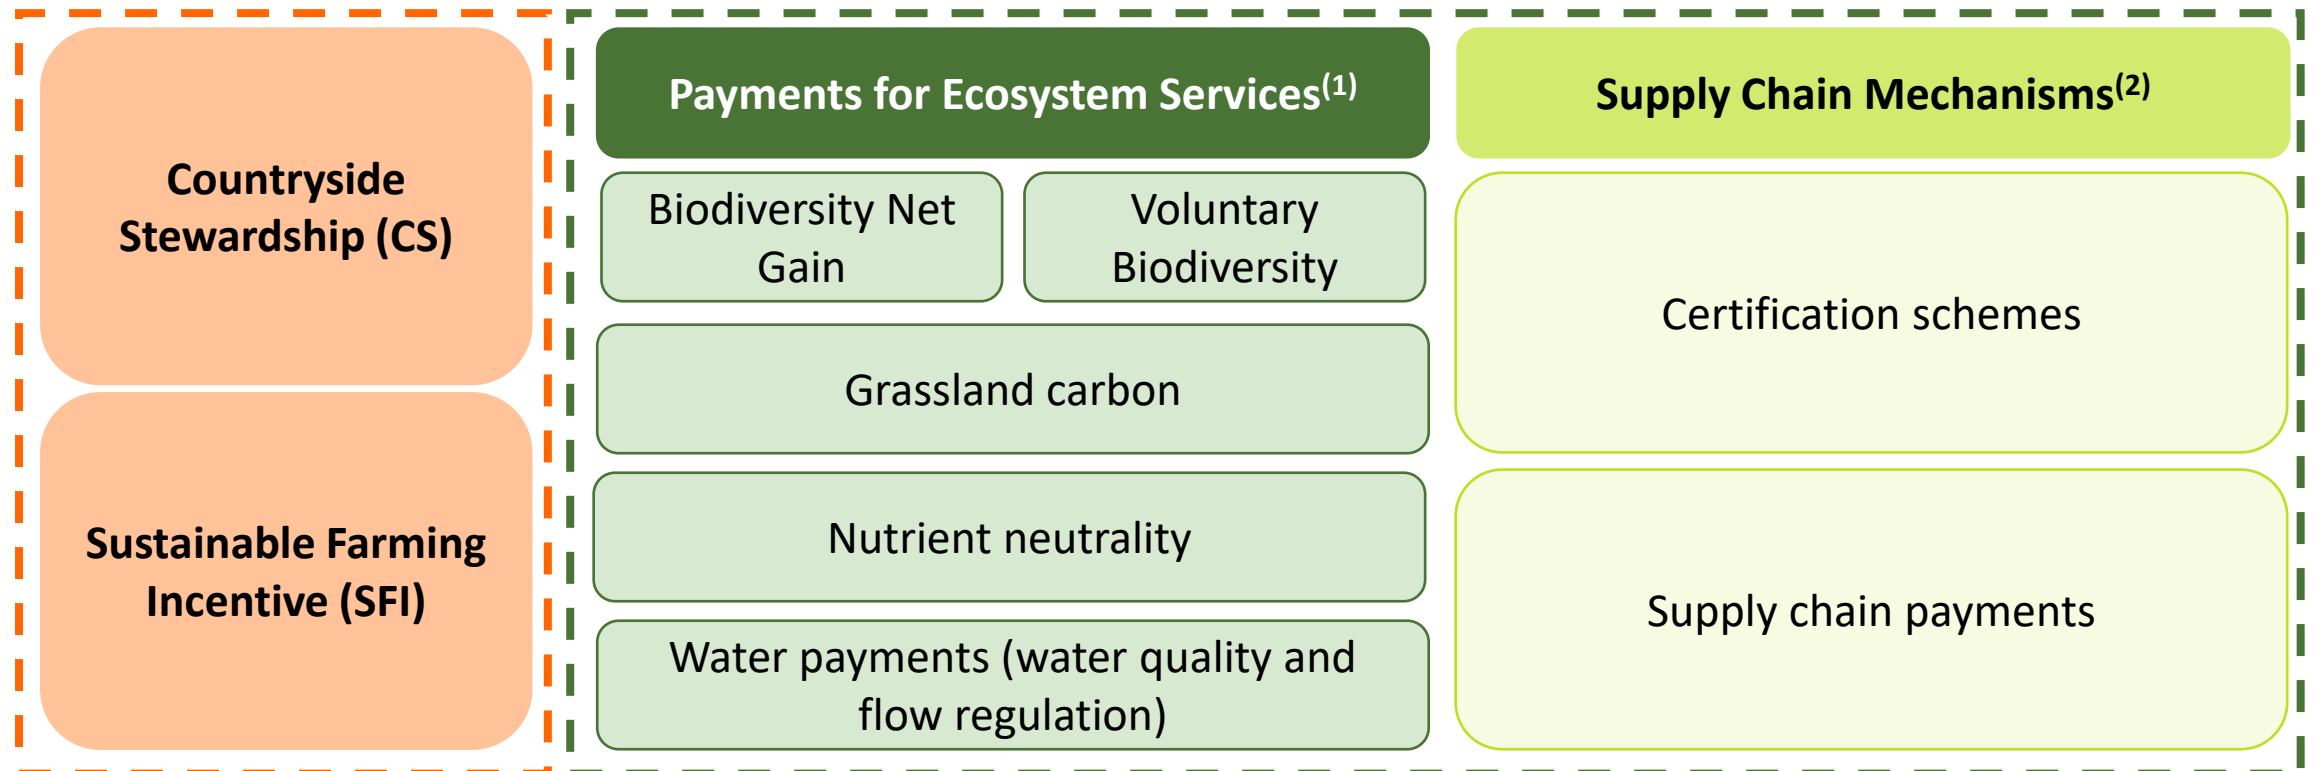 Countryside
Stewardship (CS)
Sustainable Farming
Incentive (SFI)
Payments for Ecosystem Services(1)
Biodiversity Net
Gain
Voluntary
Biodiversity
Grassland carbon
Nutrient neutrality
Water payments (water quality and
flow regulation)
Supply Chain Mechanisms(2)
Certification schemes
Supply chain payments